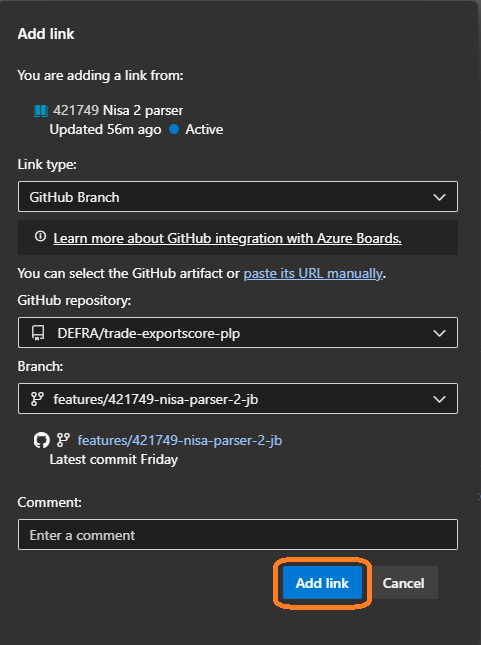 Add link
You are adding a link from:
421749 Nisa 2 parser
Updated 56m ago Active
Link type:
GitHub Branch
Learn more about GitHub integration with Azure Boards.
You can select the GitHub artifact or paste its URL manually.
GitHub repository:
DEFRA/trade-exportscore-plp
Branch:
features/421749-nisa-parser-2-jb
features/421749-nisa-parser-2-jb
Latest commit Friday
Comment:
Enter a comment
Add link Cancel